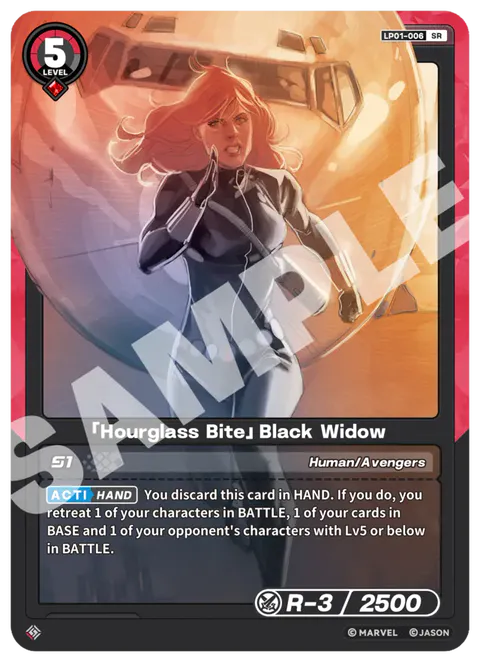 5
LEVEL
LP01-006 SR
SAMPLE
「Hourglass Bite」Black Widow
S1
Human/Avengers
ACTI HAND You discard this card in HAND. If you do, you
retreat 1 of your characters in BATTLE, 1 of your cards in
BASE and 1 of your opponent's characters with Lv5 or below
in BATTLE.
R-3 / 2500
©MARVEL ©JASON